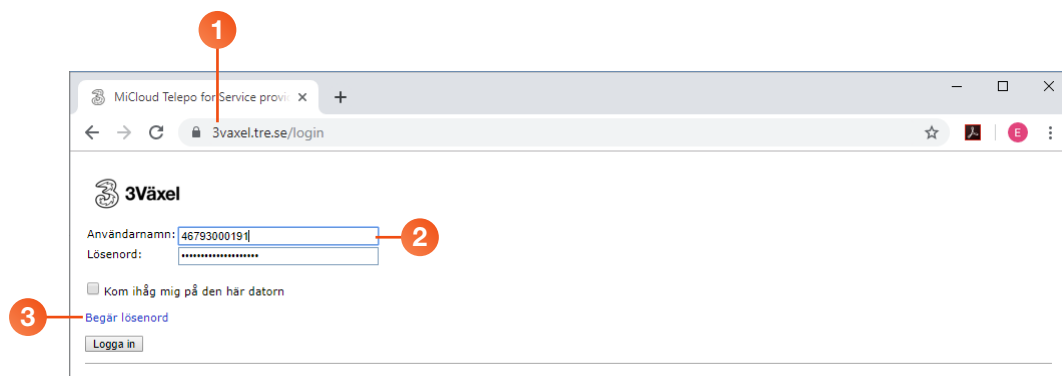 1
MiCloud Telepo for Service provi
3vaxel.tre.se/login
E
3Växel
Användarnamn: 46793000191
2
Lösenord: ••••••••••••••••••••
Kom ihåg mig på den här datorn
3
Begär lösenord
Logga in